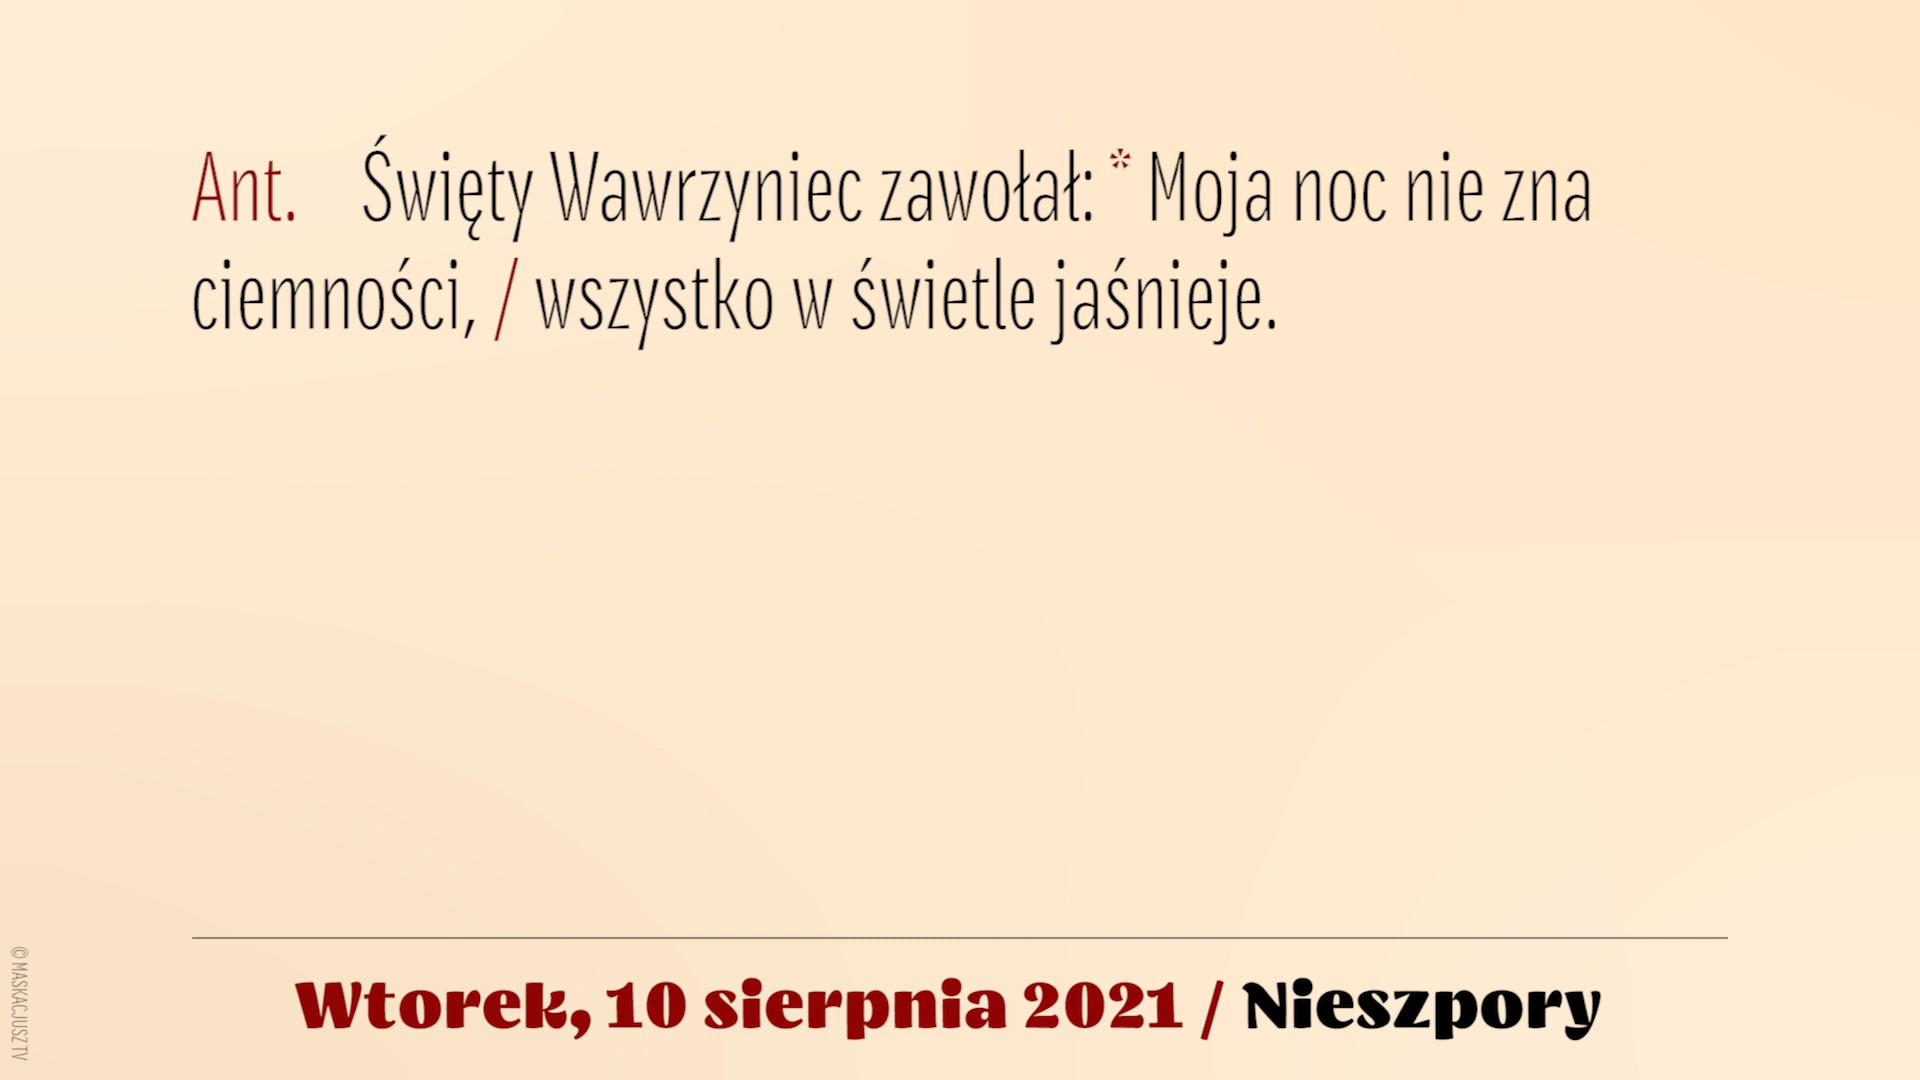 Ant. Święty Wawrzyniec zawołał: * Moja noc nie zna
ciemności, / wszystko w świetle jaśnieje.
Wtorek, 10 sierpnia 2021 / Nieszpory
© MASKACJUSZ TV